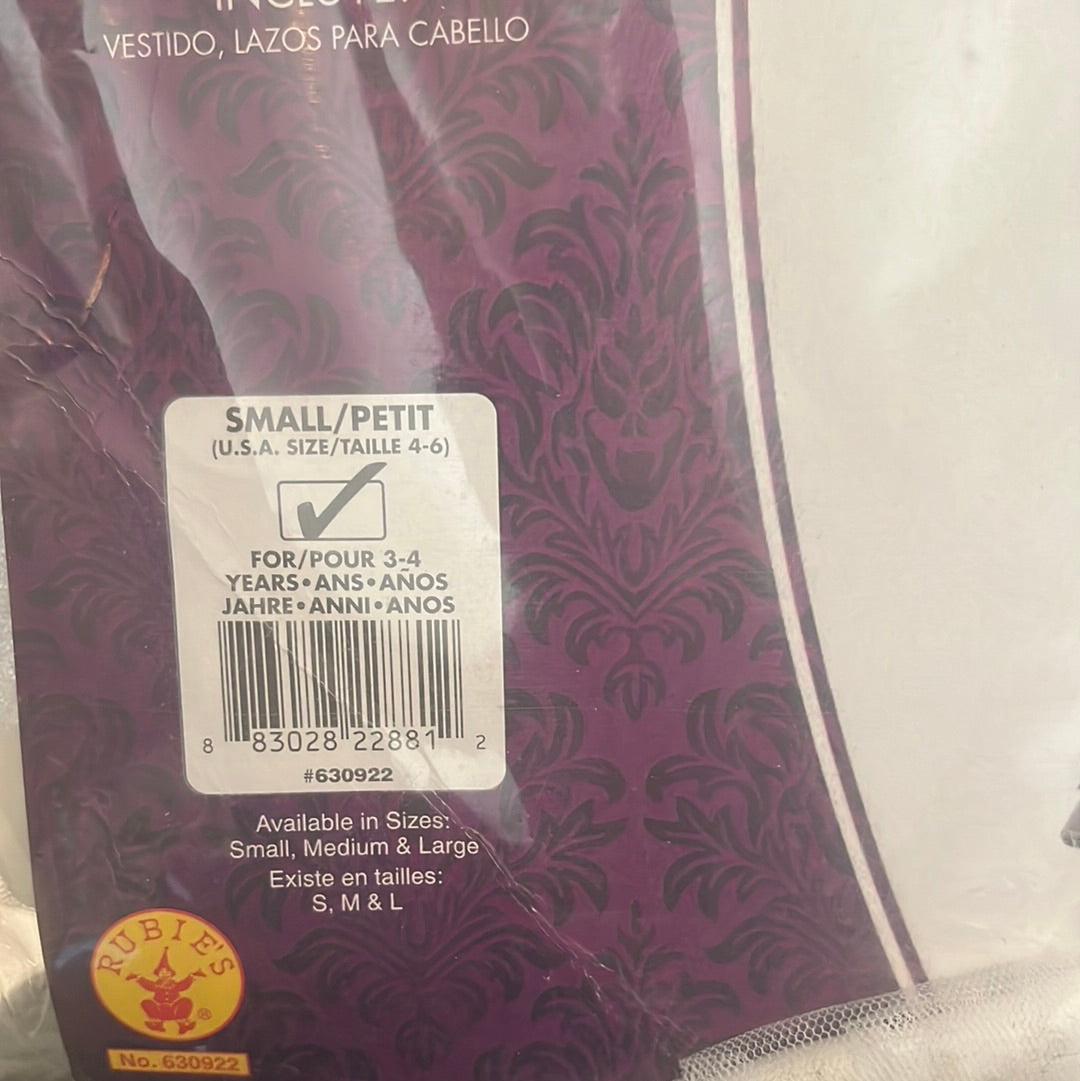 VESTIDO, LAZOS PARA CABELLO
SMALL/PETIT
(U.S.A. SIZE/TAILLE 4-6)
FOR/POUR 3-4
YEARS•ANS•AÑOS
JAHRE•ANNI•ANOS
8 83028 22881 2
#630922
Available in Sizes:
Small, Medium & Large
Existe en tailles:
S, M & L
RUBIE'S ®
No. 630922